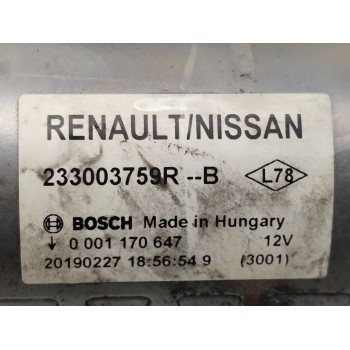 RENAULT/NISSAN
233003759R --B L78
BOSCH Made in Hungary
↓ 0 001 170 647 12V
20190227 18:56:54 9 (3001)